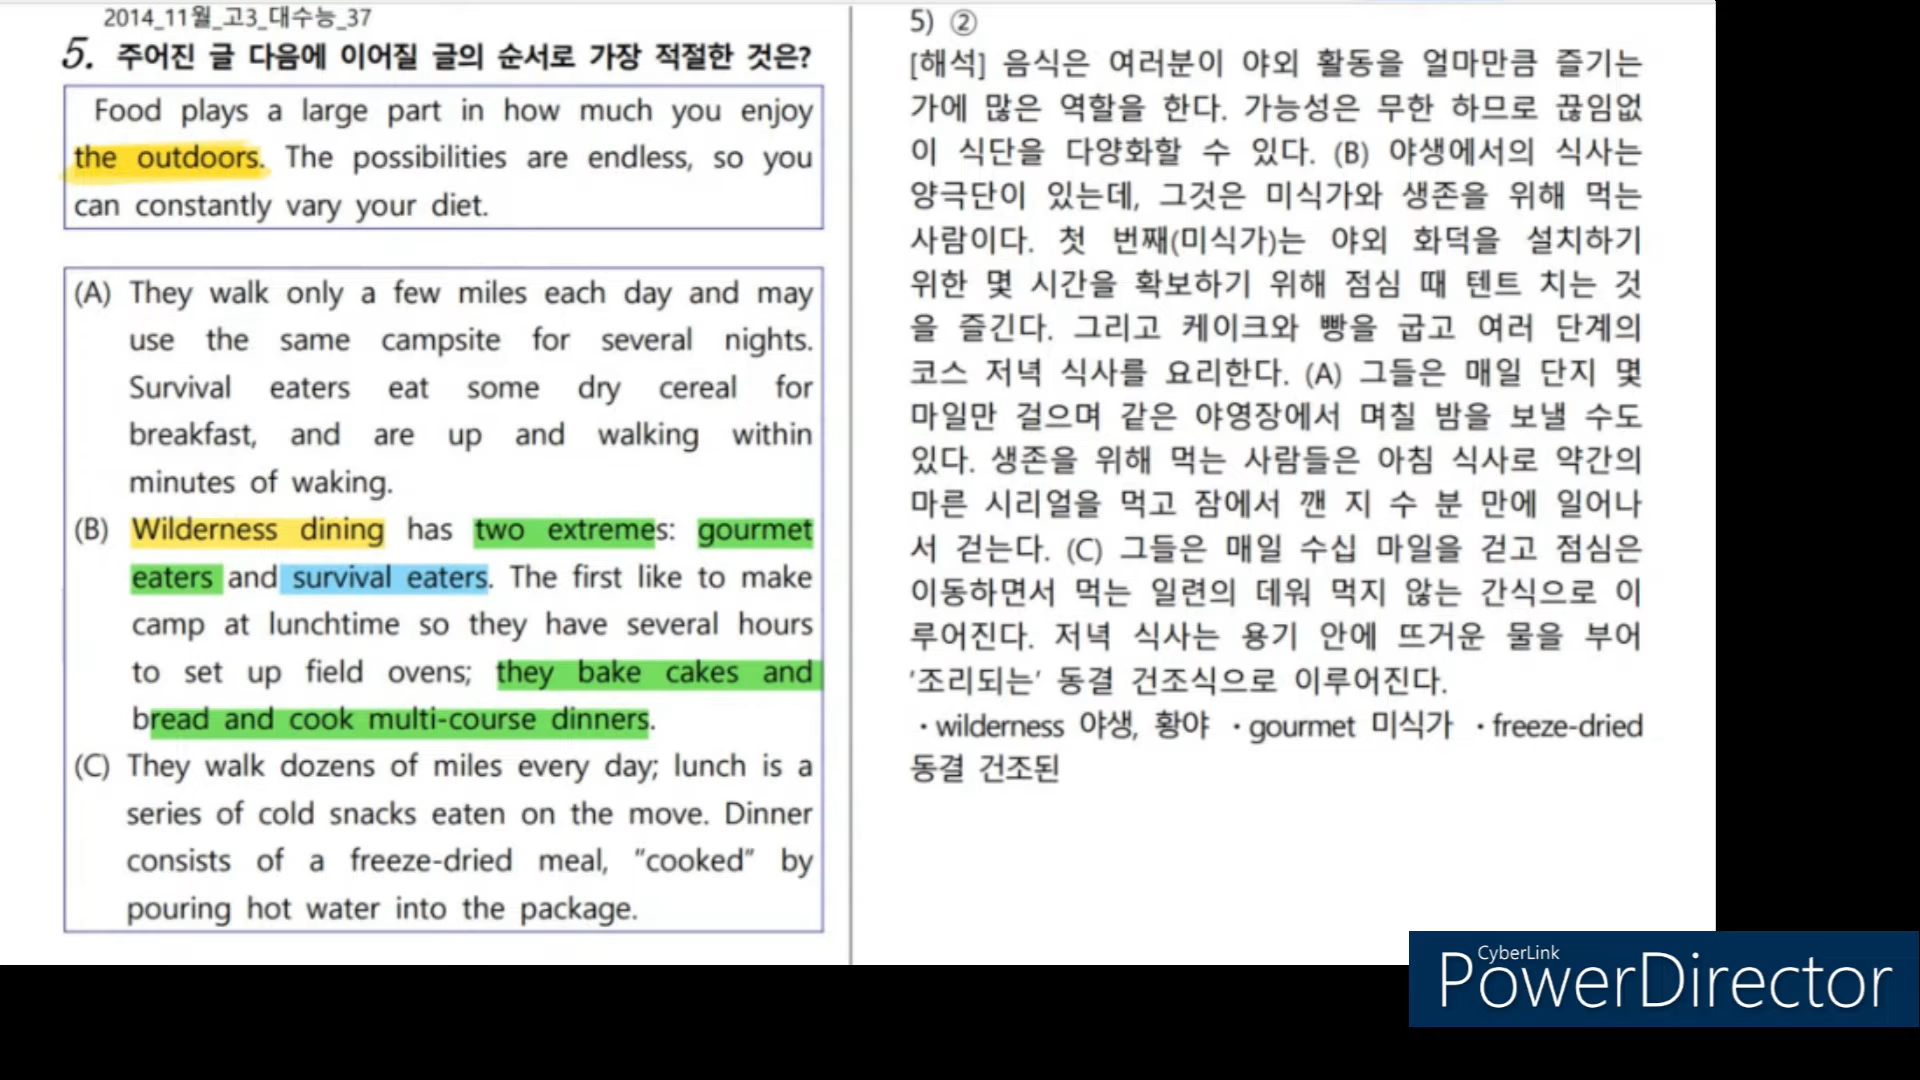 2014_11월_고3_대수능_37
5. 주어진 글 다음에 이어질 글의 순서로 가장 적절한 것은?
Food plays a large part in how much you enjoy
the outdoors. The possibilities are endless, so you
can constantly vary your diet.
(A) They walk only a few miles each day and may
use the same campsite for several nights.
Survival eaters eat some dry cereal for
breakfast, and are up and walking within
minutes of waking.
(B) Wilderness dining has two extremes: gourmet
eaters and survival eaters. The first like to make
camp at lunchtime so they have several hours
to set up field ovens; they bake cakes and
bread and cook multi-course dinners.
(C) They walk dozens of miles every day; lunch is a
series of cold snacks eaten on the move. Dinner
consists of a freeze-dried meal, “cooked” by
pouring hot water into the package.
5) ②
[해석] 음식은 여러분이 야외 활동을 얼마만큼 즐기는
가에 많은 역할을 한다. 가능성은 무한 하므로 끊임없
이 식단을 다양화할 수 있다. (B) 야생에서의 식사는
양극단이 있는데, 그것은 미식가와 생존을 위해 먹는
사람이다. 첫 번째(미식가)는 야외 화덕을 설치하기
위한 몇 시간을 확보하기 위해 점심 때 텐트 치는 것
을 즐긴다. 그리고 케이크와 빵을 굽고 여러 단계의
코스 저녁 식사를 요리한다. (A) 그들은 매일 단지 몇
마일만 걸으며 같은 야영장에서 며칠 밤을 보낼 수도
있다. 생존을 위해 먹는 사람들은 아침 식사로 약간의
마른 시리얼을 먹고 잠에서 깬 지 수 분 만에 일어나
서 걷는다. (C) 그들은 매일 수십 마일을 걷고 점심은
이동하면서 먹는 일련의 데워 먹지 않는 간식으로 이
루어진다. 저녁 식사는 용기 안에 뜨거운 물을 부어
‘조리되는’ 동결 건조식으로 이루어진다.
・wilderness 야생, 황야 ・gourmet 미식가 ・freeze-dried
동결 건조된
CyberLink
PowerDirector